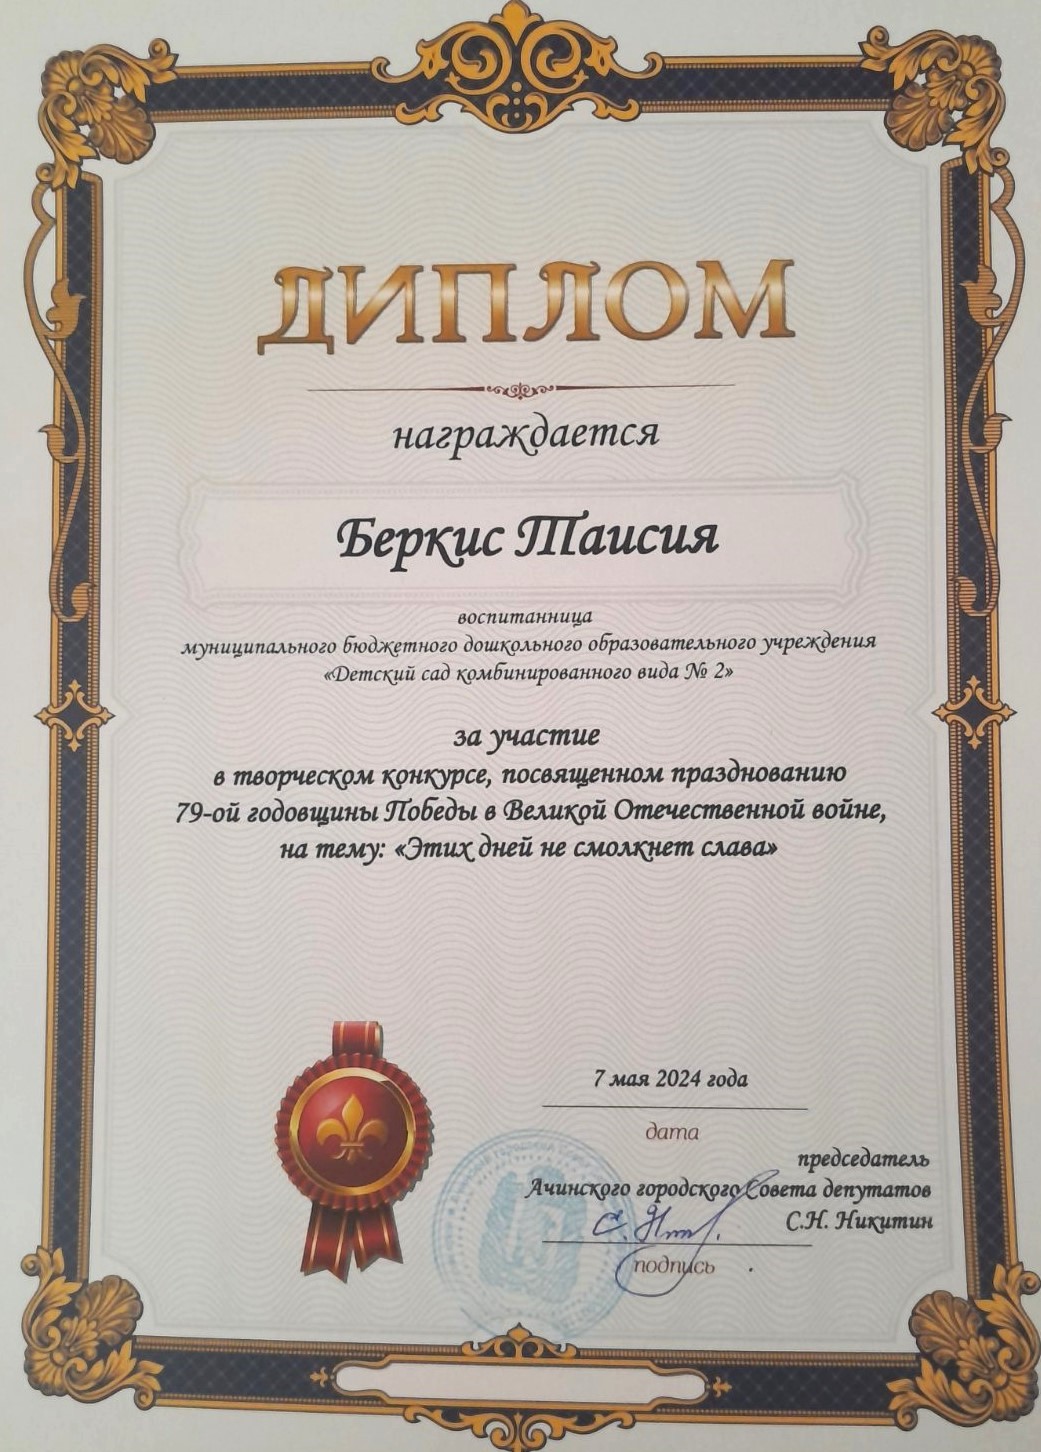 ДИПЛОМ
награждается
Беркис Таисия
воспитанница
муниципального бюджетного дошкольного образовательного учреждения
«Детский сад комбинированного вида № 2»
за участие
в творческом конкурсе, посвященном празднованию
79-ой годовщины Победы в Великой Отечественной войне,
на тему: «Этих дней не смолкнет слава»
7 мая 2024 года
дата
председатель
Ачинского городского Совета депутатов
С.Н. Никитин
подпись